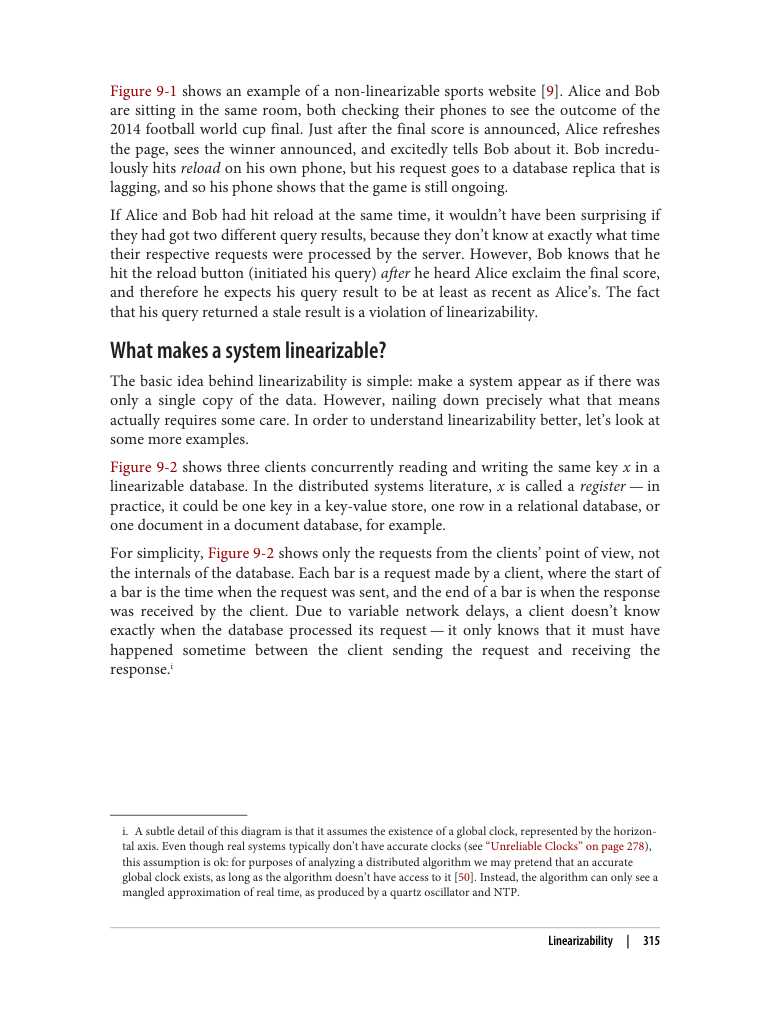 Figure 9-1 shows an example of a non-linearizable sports website [9]. Alice and Bob
are sitting in the same room, both checking their phones to see the outcome of the
2014 football world cup final. Just after the final score is announced, Alice refreshes
the page, sees the winner announced, and excitedly tells Bob about it. Bob incredu-
lously hits reload on his own phone, but his request goes to a database replica that is
lagging, and so his phone shows that the game is still ongoing.
If Alice and Bob had hit reload at the same time, it wouldn't have been surprising if
they had got two different query results, because they don't know at exactly what time
their respective requests were processed by the server. However, Bob knows that he
hit the reload button (initiated his query) after he heard Alice exclaim the final score,
and therefore he expects his query result to be at least as recent as Alice's. The fact
that his query returned a stale result is a violation of linearizability.
What makes a system linearizable?
The basic idea behind linearizability is simple: make a system appear as if there was
only a single copy of the data. However, nailing down precisely what that means
actually requires some care. In order to understand linearizability better, let's look at
some more examples.
Figure 9-2 shows three clients concurrently reading and writing the same key x in a
linearizable database. In the distributed systems literature, x is called a register — in
practice, it could be one key in a key-value store, one row in a relational database, or
one document in a document database, for example.
For simplicity, Figure 9-2 shows only the requests from the clients' point of view, not
the internals of the database. Each bar is a request made by a client, where the start of
a bar is the time when the request was sent, and the end of a bar is when the response
was received by the client. Due to variable network delays, a client doesn't know
exactly when the database processed its request — it only knows that it must have
happened sometime between the client sending the request and receiving the
response.i
i. A subtle detail of this diagram is that it assumes the existence of a global clock, represented by the horizon-
tal axis. Even though real systems typically don't have accurate clocks (see "Unreliable Clocks" on page 278),
this assumption is ok: for purposes of analyzing a distributed algorithm we may pretend that an accurate
global clock exists, as long as the algorithm doesn't have access to it [50]. Instead, the algorithm can only see a
mangled approximation of real time, as produced by a quartz oscillator and NTP.
Linearizability | 315